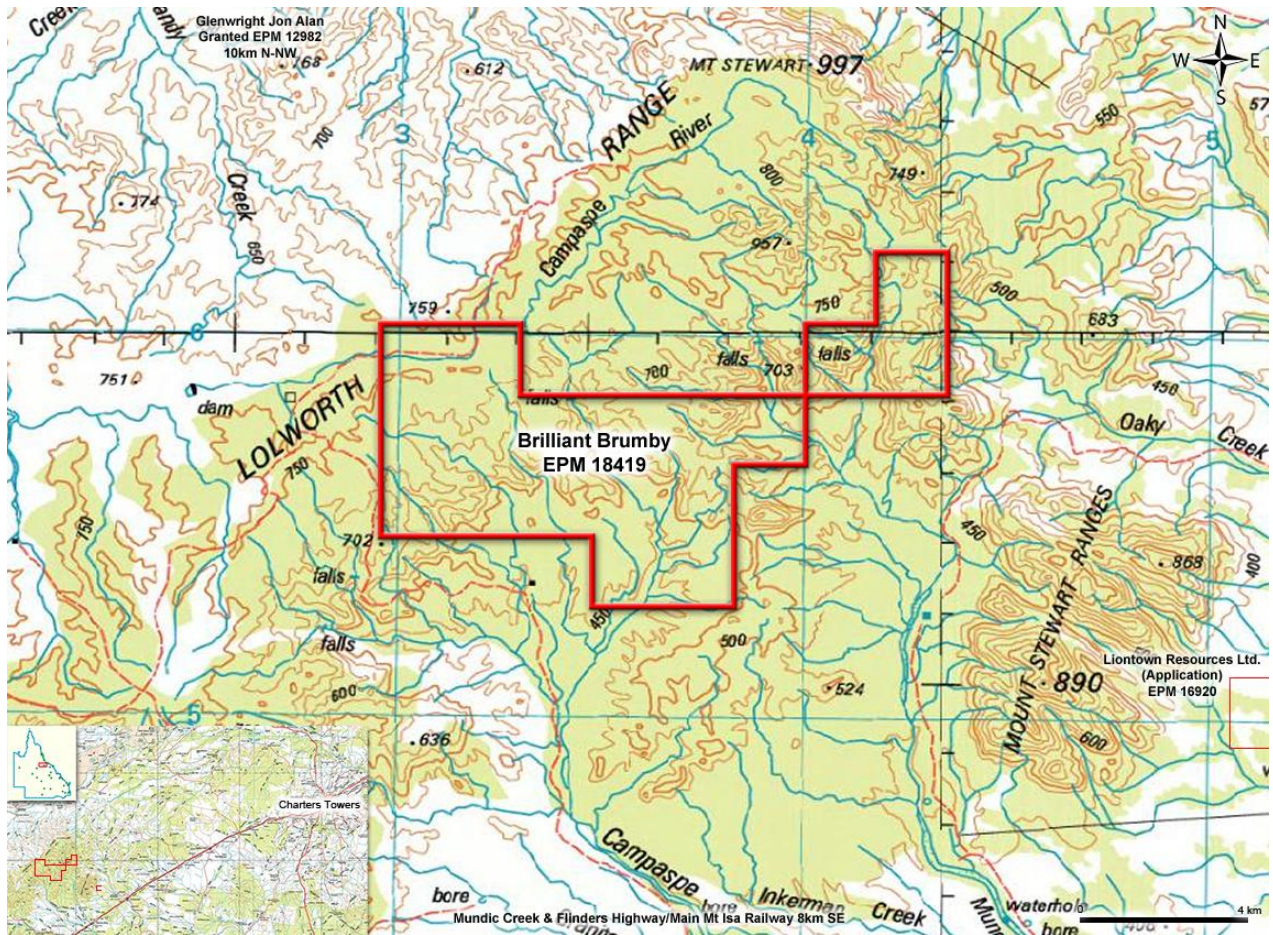 Glenwright Jon Alan
Granted EPM 12982
10km N-NW
Creek
N
W
E
S
768
612
MT STEWART
997
550
700
3
RANGE
River
4
5
800
749
774
Creek
650
Campaspe
957
759
750
500
6
683
751
dam
falls
700
falls
703
falls
450
LOLWORTH
750
Brilliant Brumby
EPM 18419
Oaky
Creek
750
702
falls
450
450
868
400
MOUNT STEWART RANGES
falls
500
600
524
890
Liontown Resources Ltd.
(Application)
EPM 16920
5
636
600
Charters Towers
Campaspe
bore
bore
Inkerman
Creek
Mundic Creek & Flinders Highway/Main Mt Isa Railway 8km SE
waterhole
bore
0
4 km